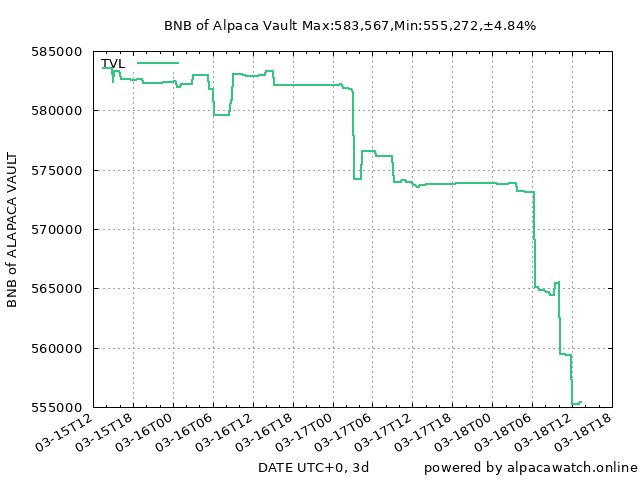 BNB of Alpaca Vault Max:583,567,Min:555,272,±4.84%
TVL
BNB of ALAPACA VAULT
585000
580000
575000
570000
565000
560000
555000
03-15T12
03-15T18
03-16T00
03-16T06
03-16T12
03-16T18
03-17T00
03-17T06
03-17T12
03-17T18
03-18T00
03-18T06
03-18T12
03-18T18
DATE UTC+0, 3d
powered by alpacawatch.online